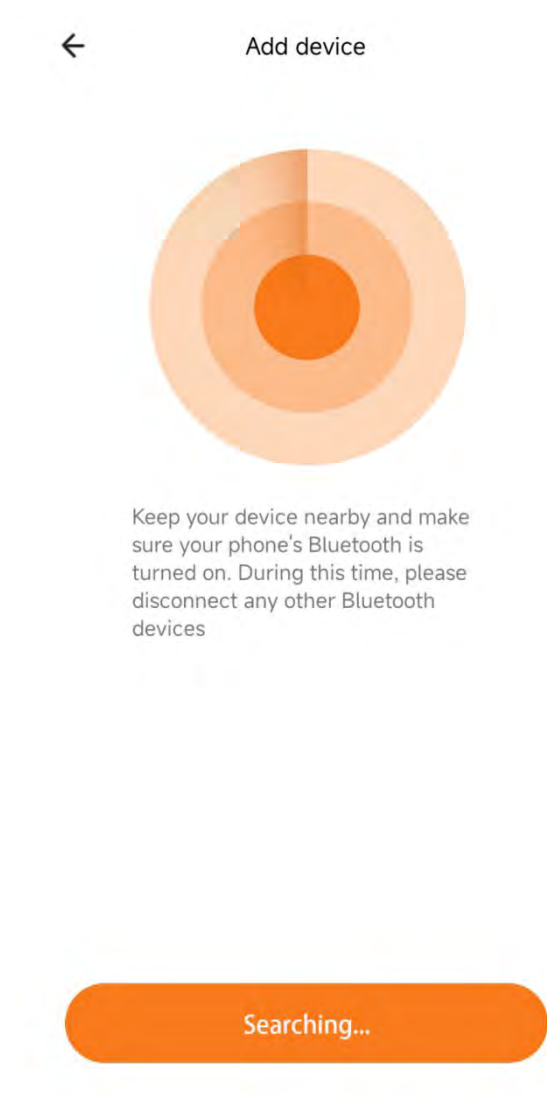 Add device
Keep your device nearby and make
sure your phone's Bluetooth is
turned on. During this time, please
disconnect any other Bluetooth
devices
Searching...